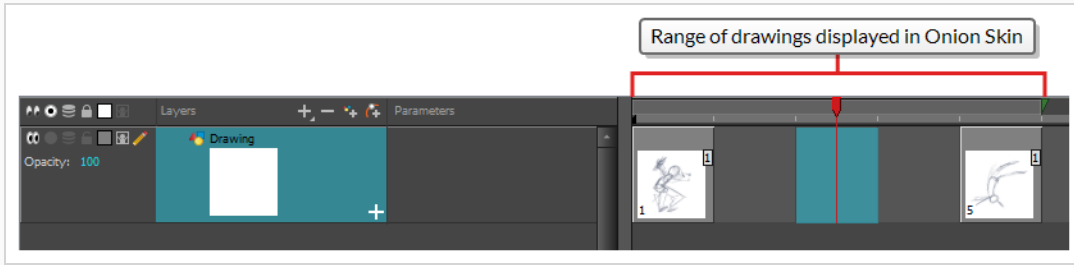 Range of drawings displayed in Onion Skin
Layers
Parameters
Drawing
Opacity: 100
1
1
1
5